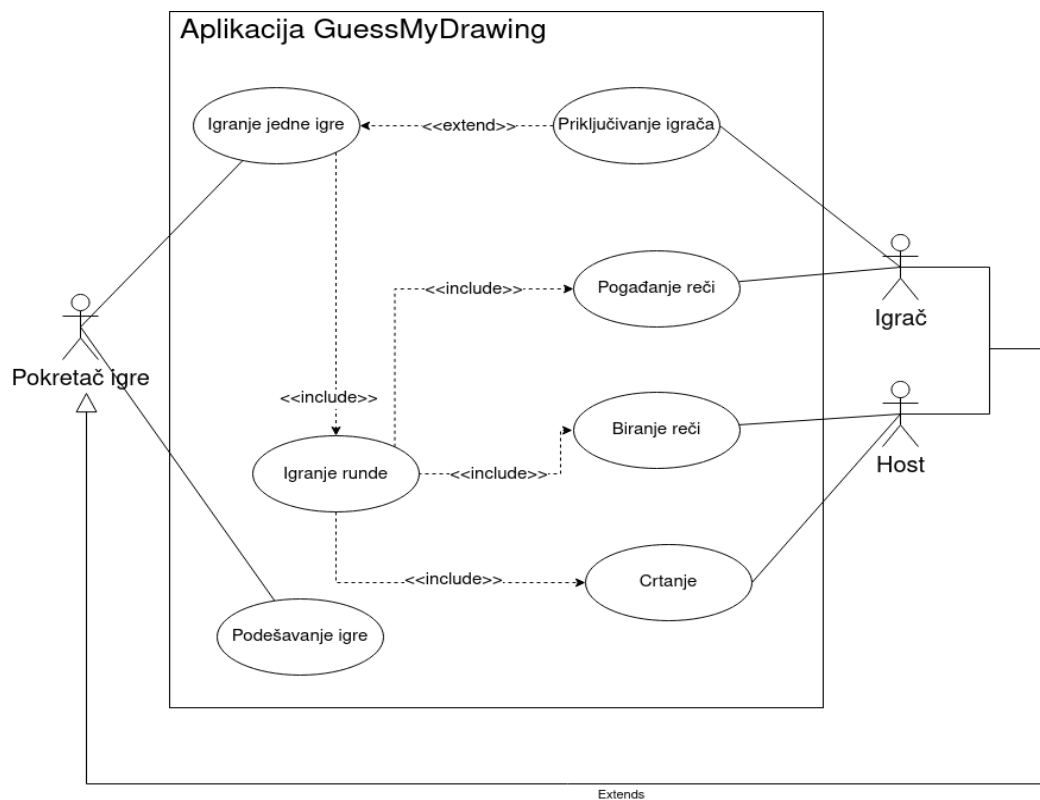 Aplikacija GuessMyDrawing
Igranje jedne igre
<<extend>>
Priključivanje igrača
<<include>>
Pogađanje reči
Igrač
Pokretač igre
<<include>>
Biranje reči
Igranje runde
<<include>>
Host
<<include>>
Crtanje
Podešavanje igre
Extends